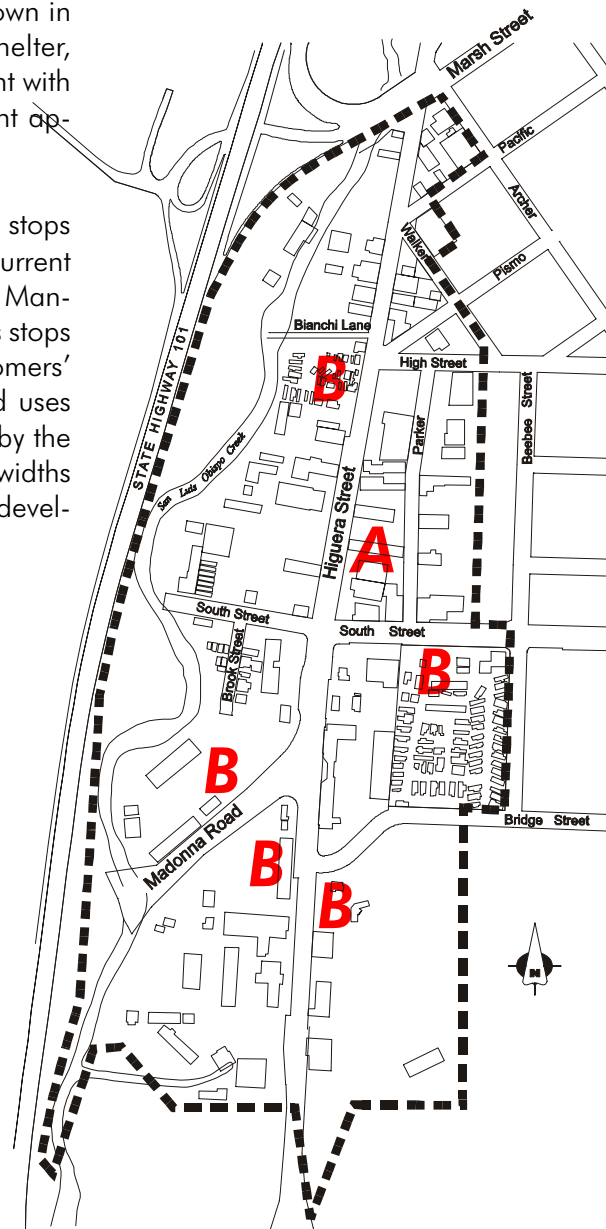 own in
helter,
nt with
nt ap-
stops
urrent
Man-
s stops
omers'
d uses
by the
widths
devel-
Marsh Street
Pacific
Archer
Walker
Pismo
STATE HIGHWAY 101
Bianchi Lane
High Street
B
Beebee Street
Parker
San Luis Obispo Creek
Higuera Street
A
South Street
South Street
Brook Street
B
B
Madonna Road
Bridge Street
B
B
N